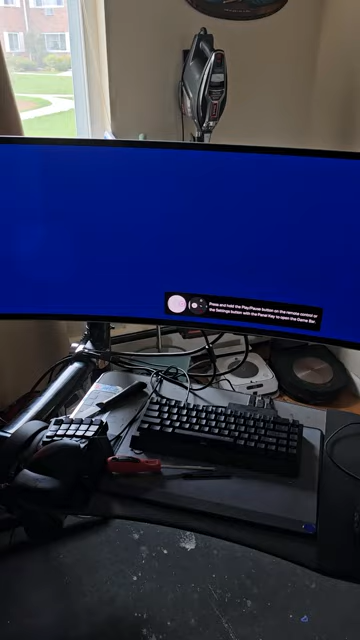 Press and hold the Play/Pause button on the remote control or
the Settings button with the Panel Key to open the Game Bar.